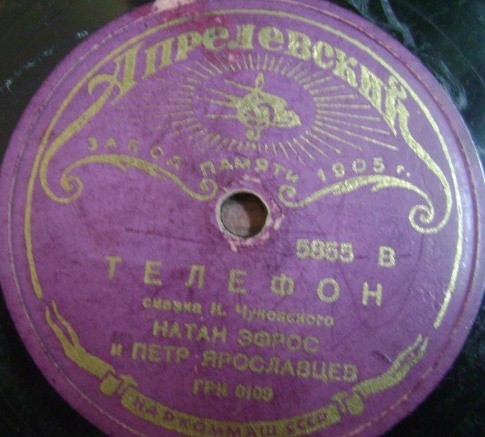 Апрелевский
ЗАВОД ПАМЯТИ 1905 г.
5855 В
ТЕЛЕФОН
сказка К. Чуковского
НАТАН ЭФРОС
и ПЕТР ЯРОСЛАВЦЕВ
ГРК 0109
НАРКОММАШ СССР